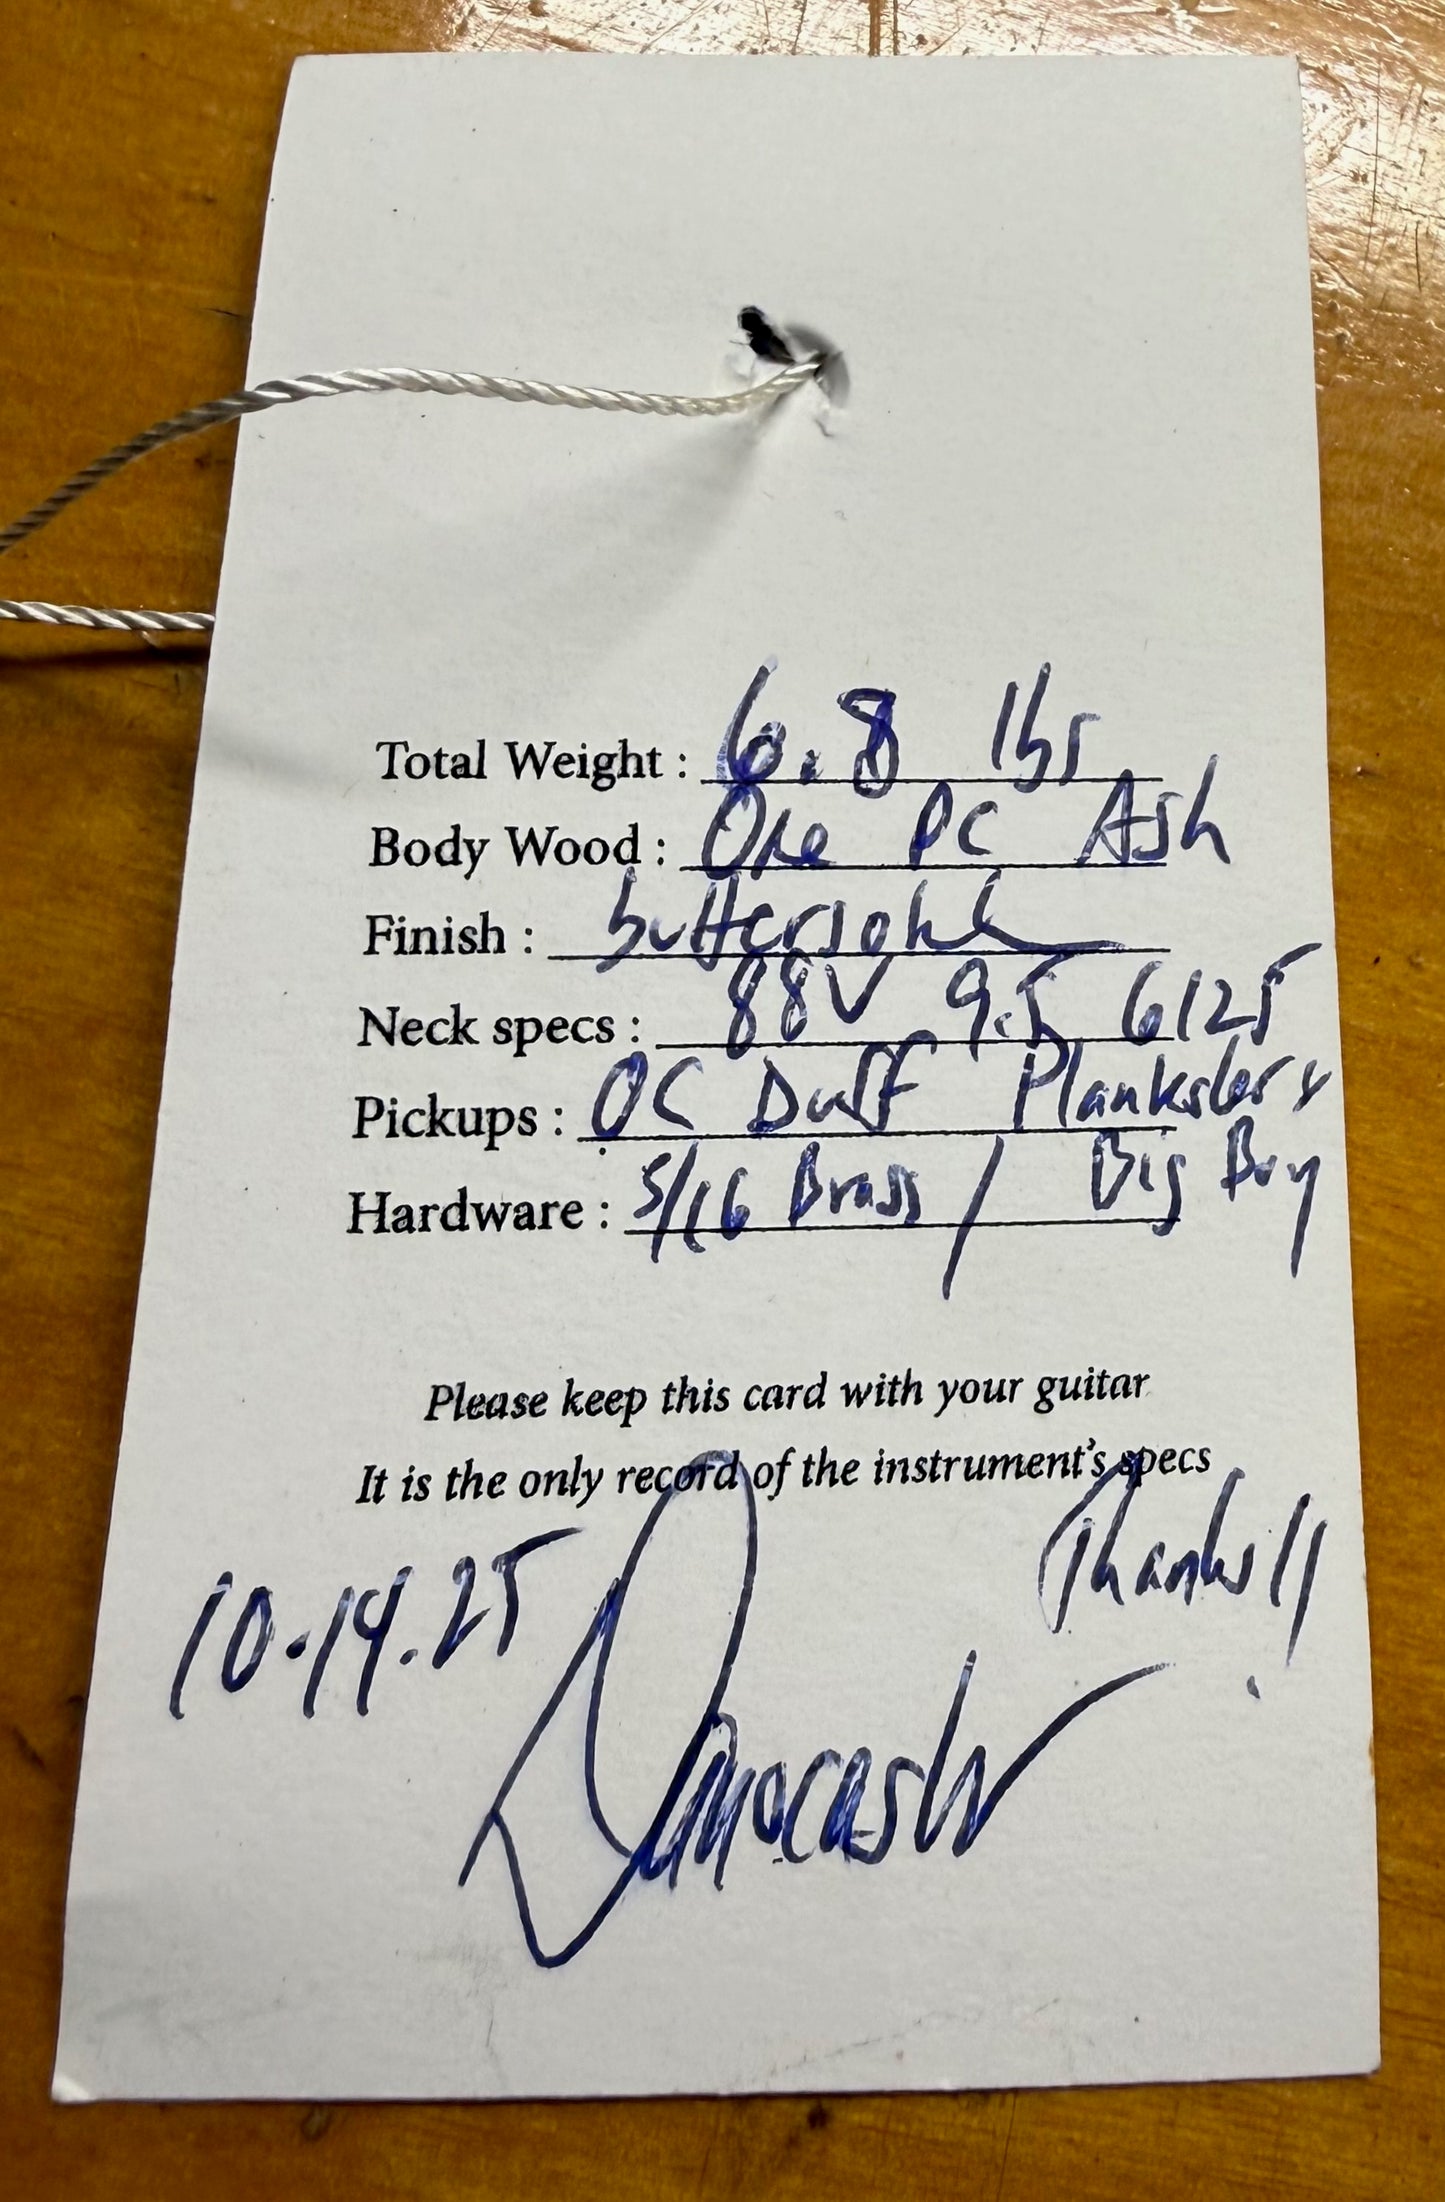 Total Weight : 6.8 lbs
Body Wood : One PC Ash
Finish : butterscotch
Neck specs : 88V 9.5 6125
Pickups : OC Duff Plankster &
Big Boy
Hardware : 5/16 Brass /
Please keep this card with your guitar
It is the only record of the instrument's specs
Thanks!!
10.14.25
Danocaster